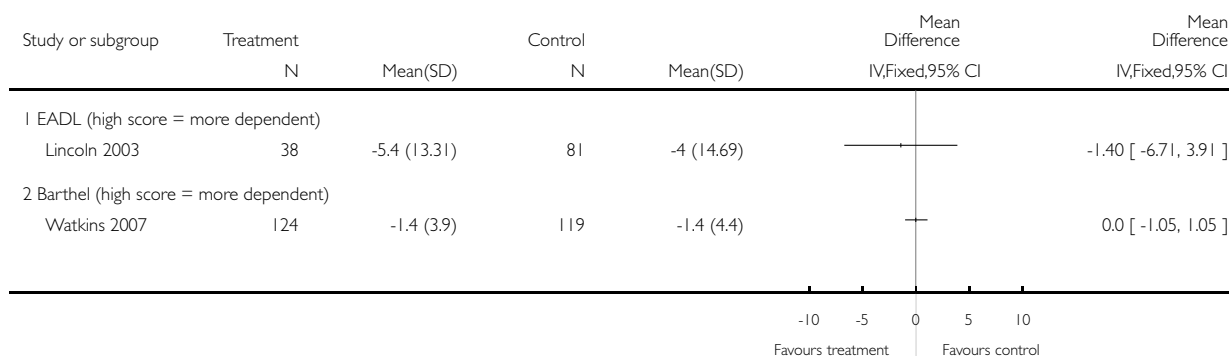 Study or subgroup Treatment Control Mean Difference Mean Difference
N Mean(SD) N Mean(SD) IV,Fixed,95% CI IV,Fixed,95% CI
1 EADL (high score = more dependent)
Lincoln 2003 38 -5.4 (13.31) 81 -4 (14.69) -1.40 [ -6.71, 3.91 ]
2 Barthel (high score = more dependent)
Watkins 2007 124 -1.4 (3.9) 119 -1.4 (4.4) 0.0 [ -1.05, 1.05 ]
-10 -5 0 5 10
Favours treatment Favours control